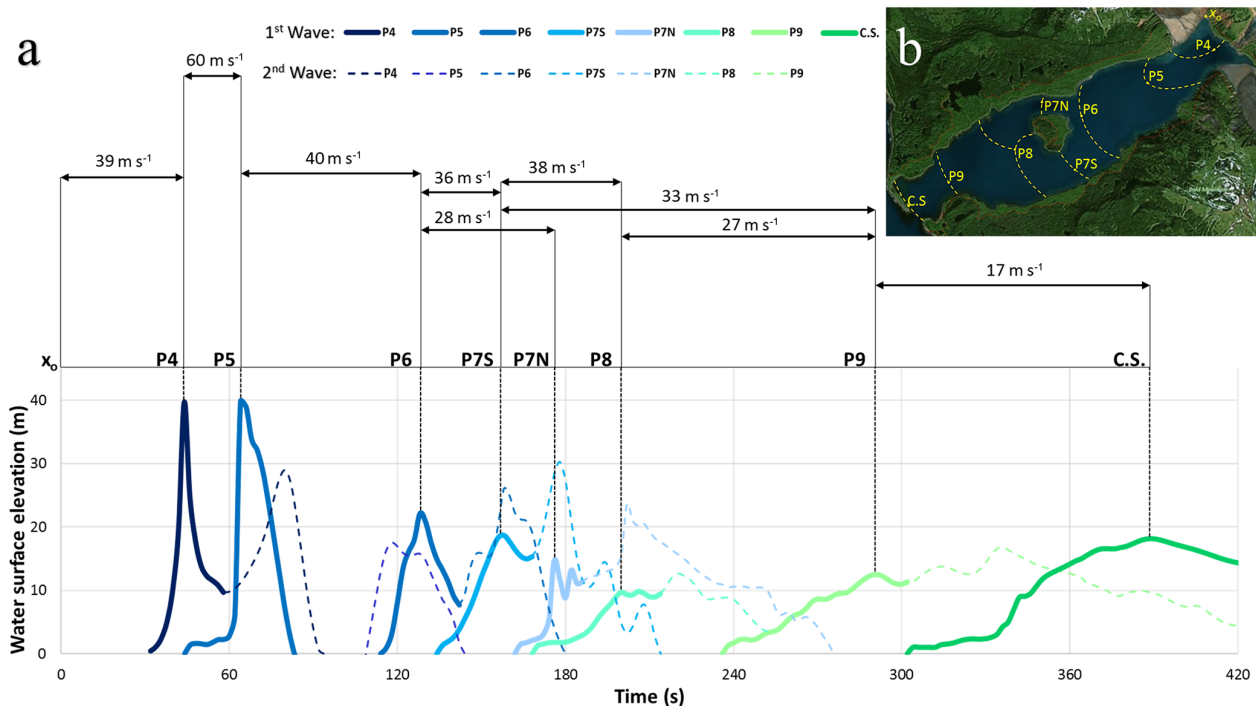 a
1st Wave: P4 P5 P6 P7S P7N P8 P9 C.S.
2nd Wave: P4 P5 P6 P7S P7N P8 P9
60 m s-1
39 m s-1
40 m s-1
36 m s-1
38 m s-1
33 m s-1
28 m s-1
27 m s-1
17 m s-1
xo P4 P5 P6 P7S P7N P8 P9 C.S.
Water surface elevation (m)
40
30
20
10
0
0 60 120 180 240 300 360 420
Time (s)
b
xo
P4
P5
P7N
P6
P8
P7S
P9
C.S